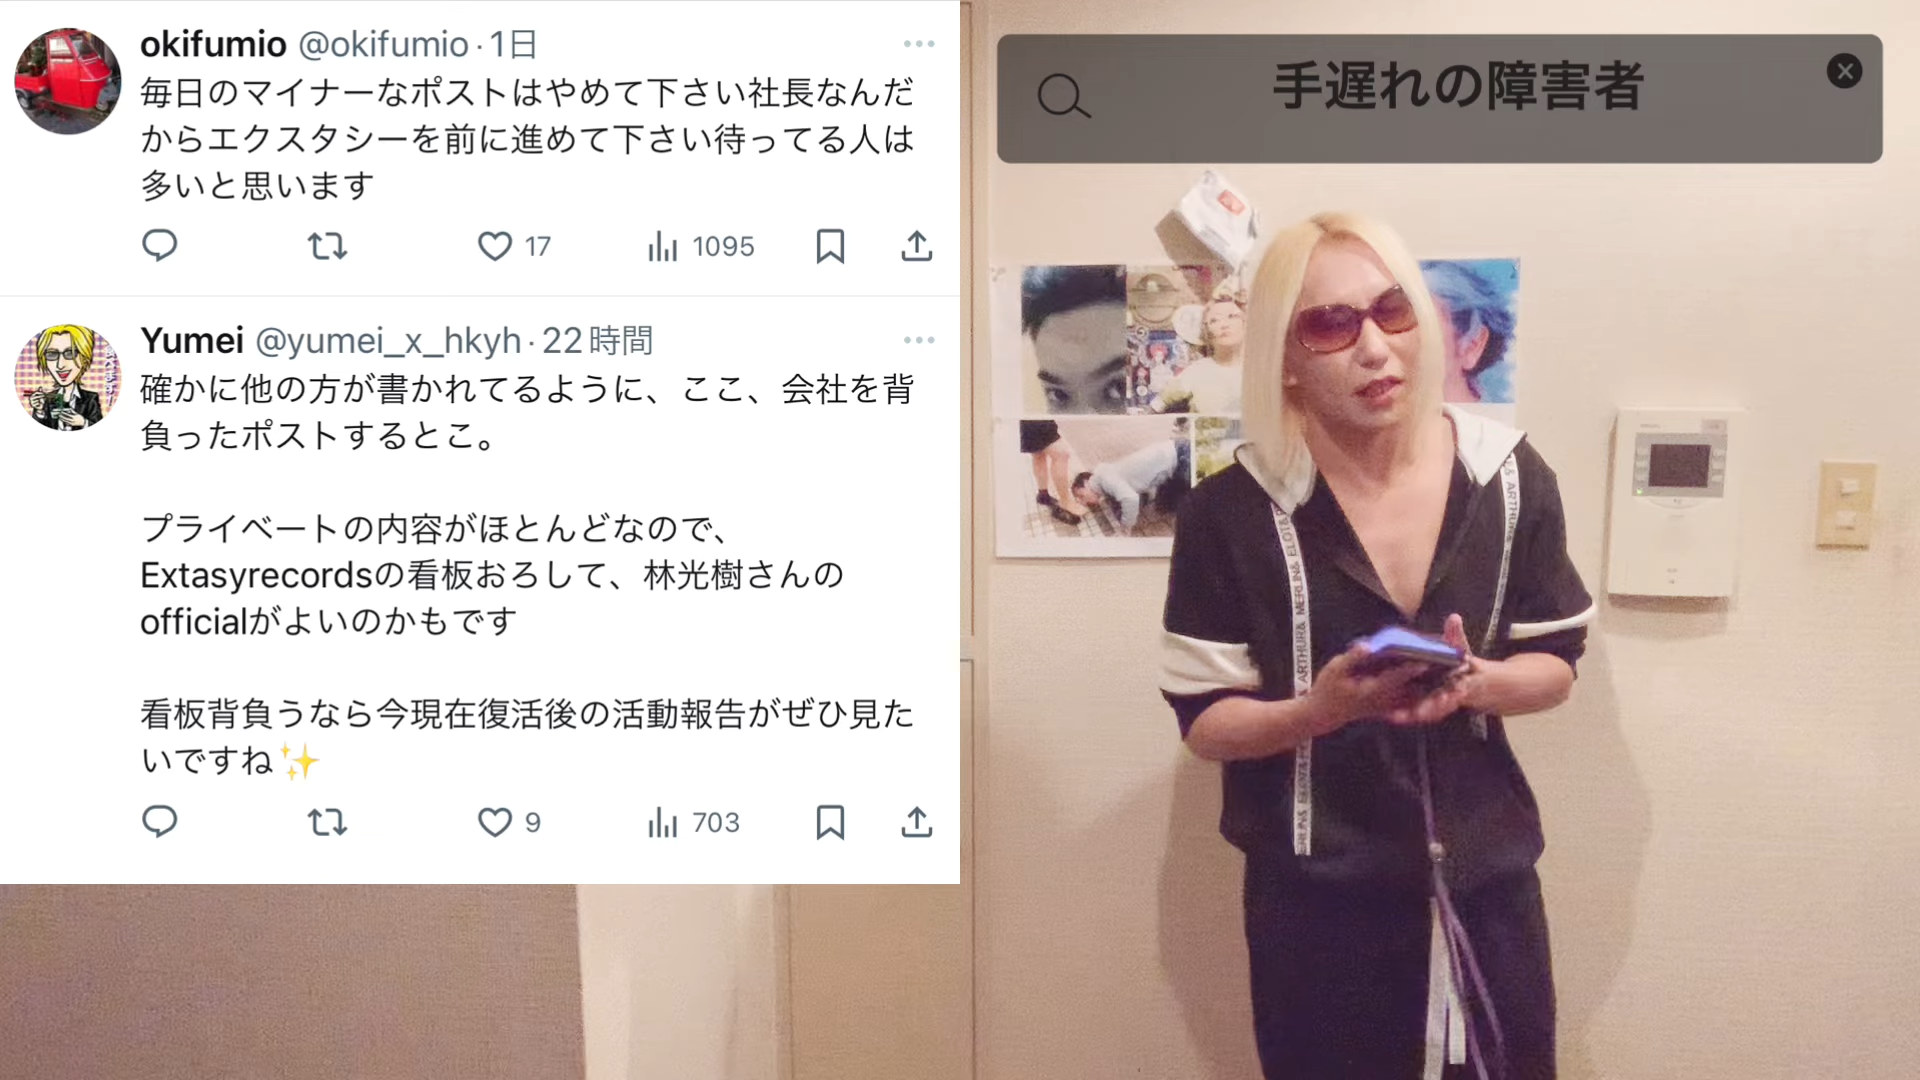 okifumio @okifumio · 1日
毎日のマイナーなポストはやめて下さい社長なんだ
からエクスタシーを前に進めて下さい待ってる人は
多いと思います
17
1095
Yumei @yumei_x_hkyh · 22時間
確かに他の方が書かれてるように、ここ、会社を背
負ったポストするとこ。
プライベートの内容がほとんどなので、
Extasyrecordsの看板おろして、林光樹さんの
officialがよいのかもです
看板背負うなら今現在復活後の活動報告がぜひ見た
いですね✨
9
703
手遅れの障害者
ARTHUR& MERLIN& ELOT&